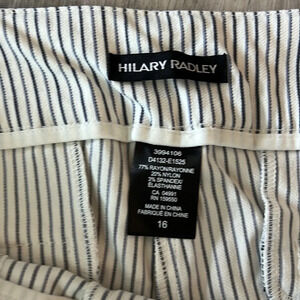 HILARY RADLEY
3994106
D4132-E1525
77% RAYON/RAYONNE
20% NYLON
3% SPANDEX/
ÉLASTHANNE
CA 04991
RN 159550
MADE IN CHINA
FABRIQUÉ EN CHINE
16